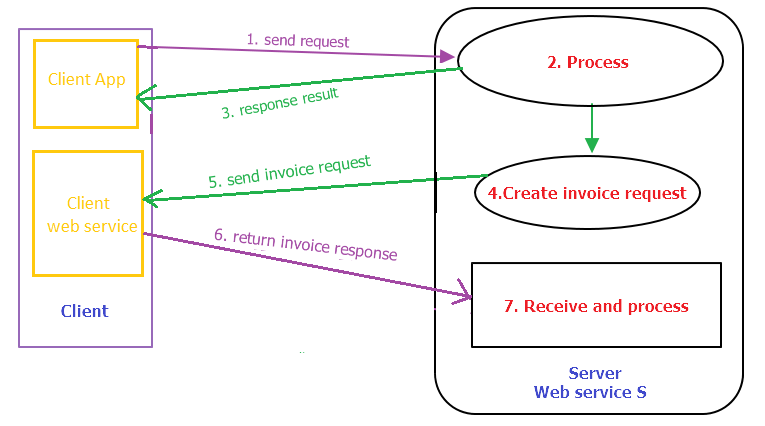 1. send request
Client App
2. Process
3. response result
5. send invoice request
4.Create invoice request
Client
web service
6. return invoice response
7. Receive and process
Client
Server
Web service S